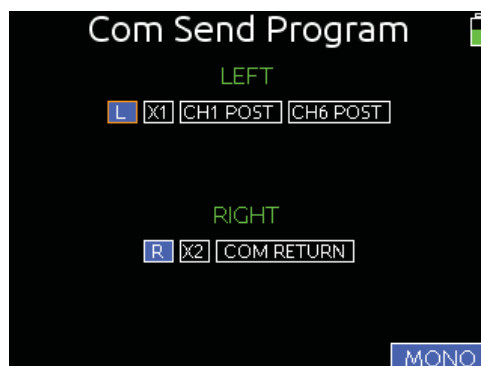 Com Send Program
LEFT
L X1 CH1 POST CH6 POST
RIGHT
R X2 COM RETURN
MONO